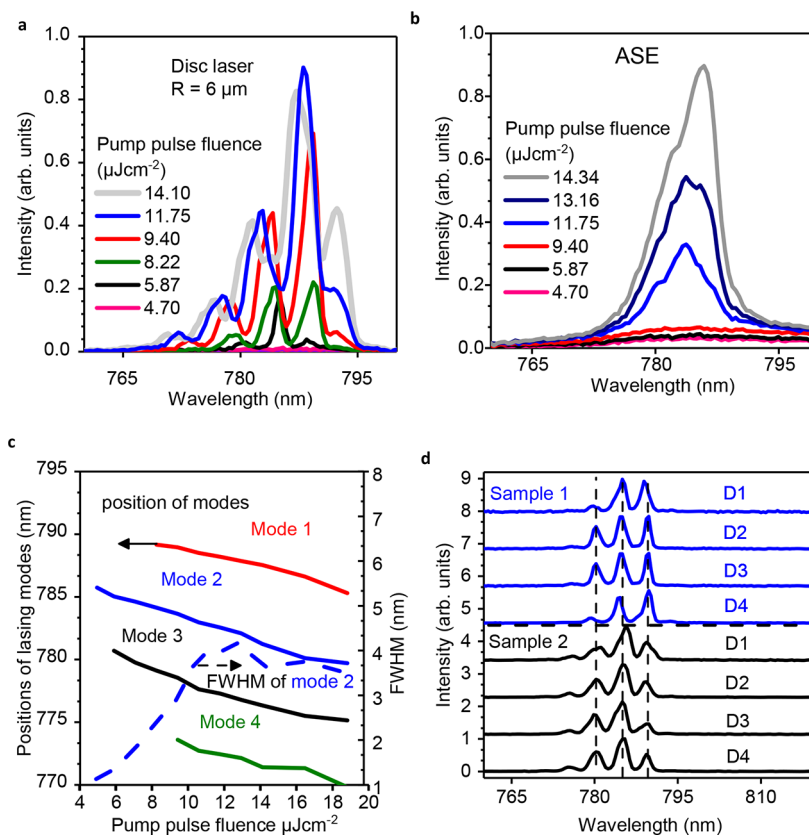 a
Disc laser
R = 6 μm
Pump pulse fluence
(μJcm-2)
14.10
11.75
9.40
8.22
5.87
4.70
1.0
0.8
0.6
0.4
0.2
0.0
Intensity (arb. units)
765
780
795
Wavelength (nm)
b
ASE
Pump pulse fluence
(μJcm-2)
14.34
13.16
11.75
9.40
5.87
4.70
1.0
0.8
0.6
0.4
0.2
0.0
Intensity (arb. units)
765
780
795
Wavelength (nm)
c
position of modes
Mode 1
Mode 2
Mode 3
FWHM of mode 2
Mode 4
795
790
785
780
775
770
Positions of lasing modes (nm)
8
7
6
5
4
3
2
1
FWHM (nm)
4 6 8 10 12 14 16 18 20
Pump pulse fluence μJcm-2
d
Sample 1
D1
D2
D3
D4
Sample 2
D1
D2
D3
D4
9
8
7
6
5
4
3
2
1
0
Intensity (arb. units)
765 780 795 810
Wavelength (nm)